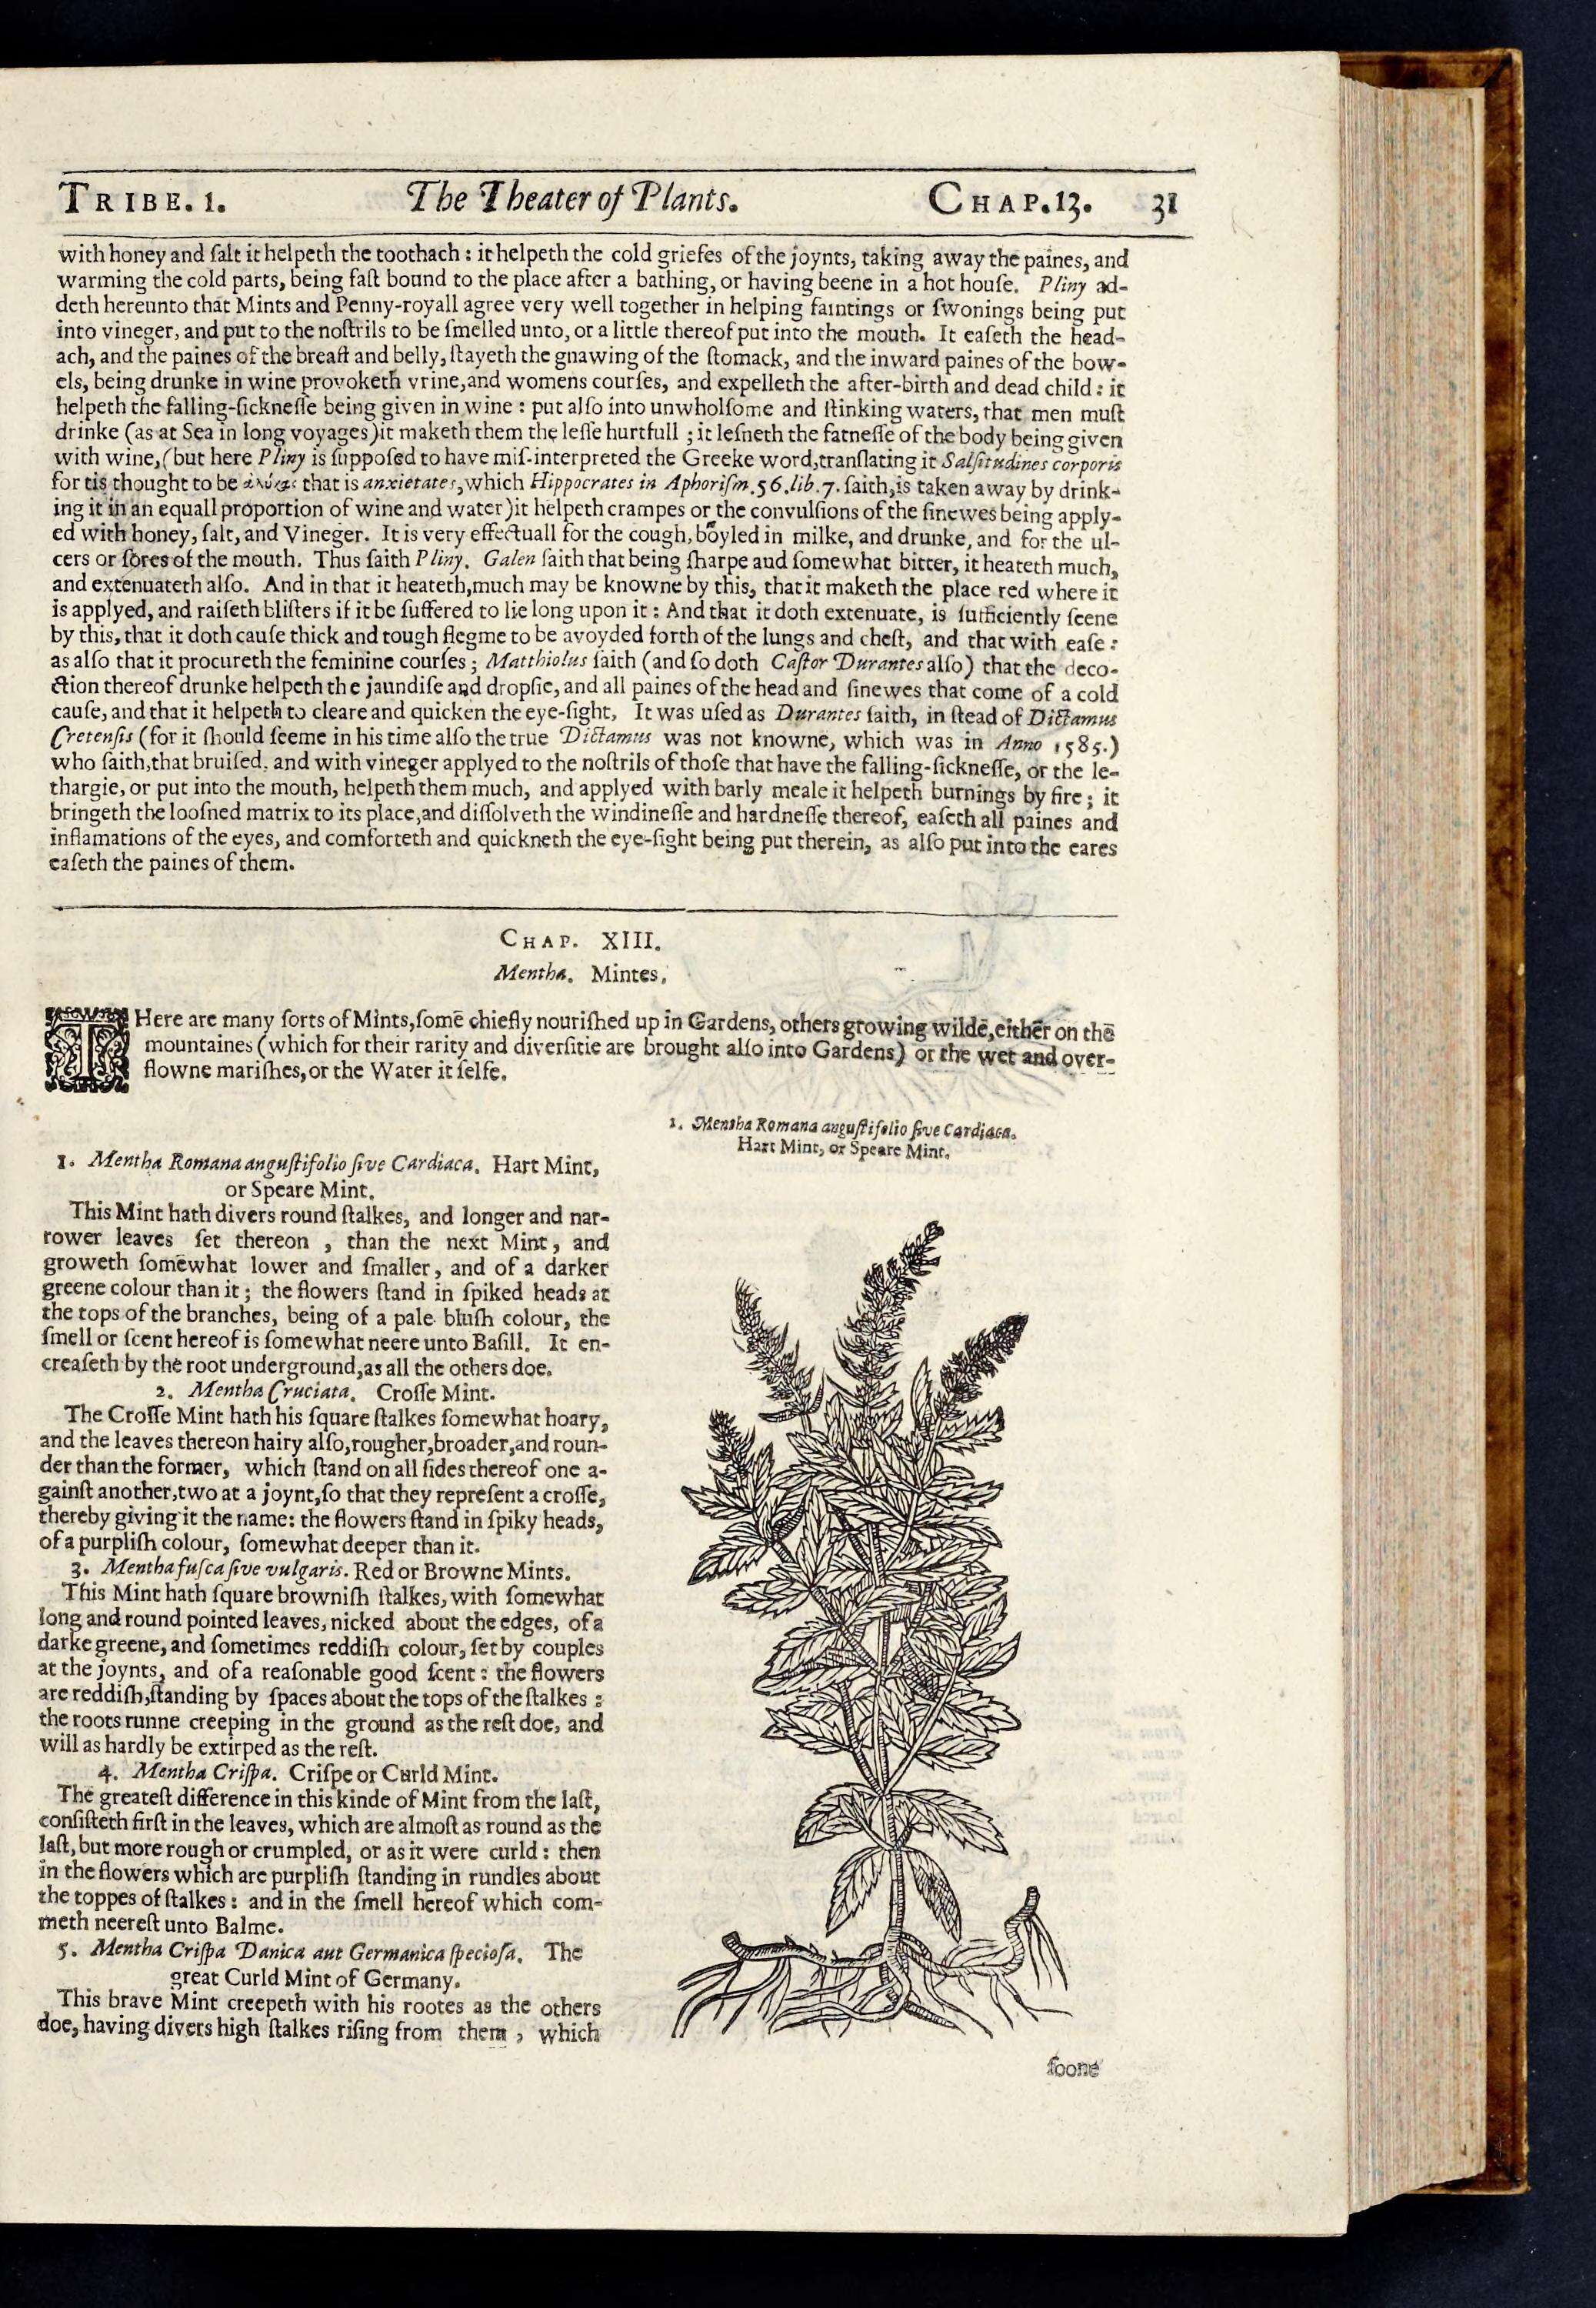 TRIBE. 1. The Theater of Plants. CHAP. 13. 31
with honey and ſalt it helpeth the toothach : it helpeth the cold griefes of the joynts, taking away the paines, and
warming the cold parts, being faſt bound to the place after a bathing, or having beene in a hot houſe. Pliny ad-
deth hereunto that Mints and Penny-royall agree very well together in helping faintings or ſwonings being put
into vineger, and put to the noſtrils to be ſmelled unto, or a little thereof put into the mouth. It eaſeth the head-
ach, and the paines of the breaſt and belly, ſtayeth the gnawing of the ſtomack, and the inward paines of the bow-
els, being drunke in wine provoketh vrine, and womens courſes, and expelleth the after-birth and dead child : it
helpeth the falling-ſickneſſe being given in wine : put alſo into unwholſome and ſtinking waters, that men muſt
drinke (as at Sea in long voyages) it maketh them the leſſe hurtfull ; it leſneth the fatneſſe of the body being given
with wine, (but here Pliny is ſuppoſed to have miſ-interpreted the Greeke word, tranſlating it Salſitudines corporis
for tis thought to be that is anxietates, which Hippocrates in Aphoriſm. 56. lib. 7. ſaith, is taken away by drink-
ing it in an equall proportion of wine and water) it helpeth crampes or the convulſions of the ſinewes being apply-
ed with honey, ſalt, and Vineger. It is very effectuall for the cough, boyled in milke, and drunke, and for the ul-
cers or ſores of the mouth. Thus ſaith Pliny. Galen ſaith that being ſharpe aud ſomewhat bitter, it heateth much,
and extenuateth alſo. And in that it heateth, much may be knowne by this, that it maketh the place red where it
is applyed, and raiſeth bliſters if it be ſuffered to lie long upon it : And that it doth extenuate, is ſufficiently ſeene
by this, that it doth cauſe thick and tough flegme to be avoyded forth of the lungs and cheſt, and that with eaſe :
as alſo that it procureth the feminine courſes ; Matthiolus ſaith (and ſo doth Caſtor Durantes alſo) that the deco-
ction thereof drunke helpeth the jaundiſe and dropſie, and all paines of the head and ſinewes that come of a cold
cauſe, and that it helpeth to cleare and quicken the eye-ſight, It was uſed as Durantes ſaith, in ſtead of Dictamus
Cretenſis (for it ſhould ſeeme in his time alſo the true Dictamus was not knowne, which was in Anno 1585.)
who ſaith, that bruiſed, and with vineger applyed to the noſtrils of thoſe that have the falling-ſickneſſe, or the le-
thargie, or put into the mouth, helpeth them much, and applyed with barly meale it helpeth burnings by fire ; it
bringeth the looſned matrix to its place, and diſſolveth the windineſſe and hardneſſe thereof, eaſeth all paines and
inflamations of the eyes, and comforteth and quickneth the eye-ſight being put therein, as alſo put into the eares
eaſeth the paines of them.
CHAP. XIII.
Mentha. Mintes.
THere are many ſorts of Mints, ſome chiefly nouriſhed up in Gardens, others growing wilde, either on the
mountaines (which for their rarity and diverſitie are brought alſo into Gardens) or the wet and over-
flowne mariſhes, or the Water it ſelfe.
1. Mentha Romana anguſtifolio ſive Cardiaca. Hart Mint,
or Speare Mint.
This Mint hath divers round ſtalkes, and longer and nar-
rower leaves ſet thereon , than the next Mint, and
groweth ſomewhat lower and ſmaller, and of a darker
greene colour than it ; the flowers ſtand in ſpiked heads at
the tops of the branches, being of a pale bluſh colour, the
ſmell or ſcent hereof is ſomewhat neere unto Baſill. It en-
creaſeth by the root underground, as all the others doe.
2. Mentha Cruciata. Croſſe Mint.
The Croſſe Mint hath his ſquare ſtalkes ſomewhat hoary,
and the leaves thereon hairy alſo, rougher, broader, and roun-
der than the former, which ſtand on all ſides thereof one a-
gainſt another, two at a joynt, ſo that they repreſent a croſſe,
thereby giving it the name: the flowers ſtand in ſpiky heads,
of a purpliſh colour, ſomewhat deeper than it.
3. Mentha fuſca ſive vulgaris. Red or Browne Mints.
This Mint hath ſquare browniſh ſtalkes, with ſomewhat
long and round pointed leaves, nicked about the edges, of a
darke greene, and ſometimes reddiſh colour, ſet by couples
at the joynts, and of a reaſonable good ſcent : the flowers
are reddiſh, ſtanding by ſpaces about the tops of the ſtalkes :
the roots runne creeping in the ground as the reſt doe, and
will as hardly be extirped as the reſt.
4. Mentha Criſpa. Criſpe or Curld Mint.
The greateſt difference in this kinde of Mint from the laſt,
conſiſteth firſt in the leaves, which are almoſt as round as the
laſt, but more rough or crumpled, or as it were curld : then
in the flowers which are purpliſh ſtanding in rundles about
the toppes of ſtalkes : and in the ſmell hereof which com-
meth neereſt unto Balme.
5. Mentha Criſpa Danica aut Germanica ſpecioſa. The
great Curld Mint of Germany.
This brave Mint creepeth with his rootes as the others
doe, having divers high ſtalkes riſing from them , which
1. Mentha Romana anguſtifolio ſive Cardiaca.
Hart Mint, or Speare Mint.
ſoone